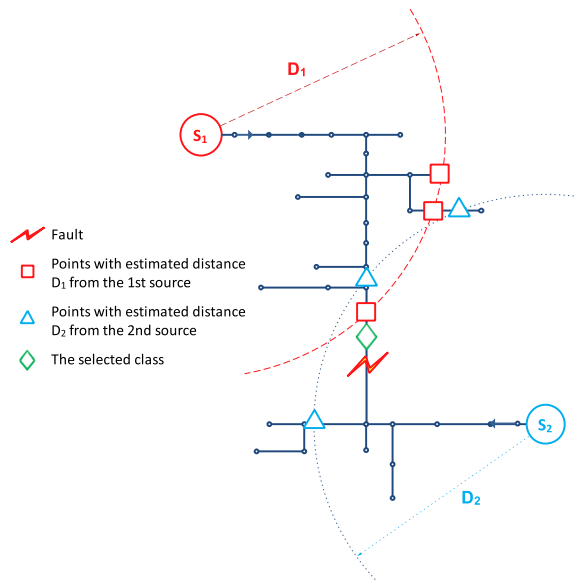 D1
S1
Fault
Points with estimated distance
D1 from the 1st source
Points with estimated distance
D2 from the 2nd source
The selected class
S2
D2